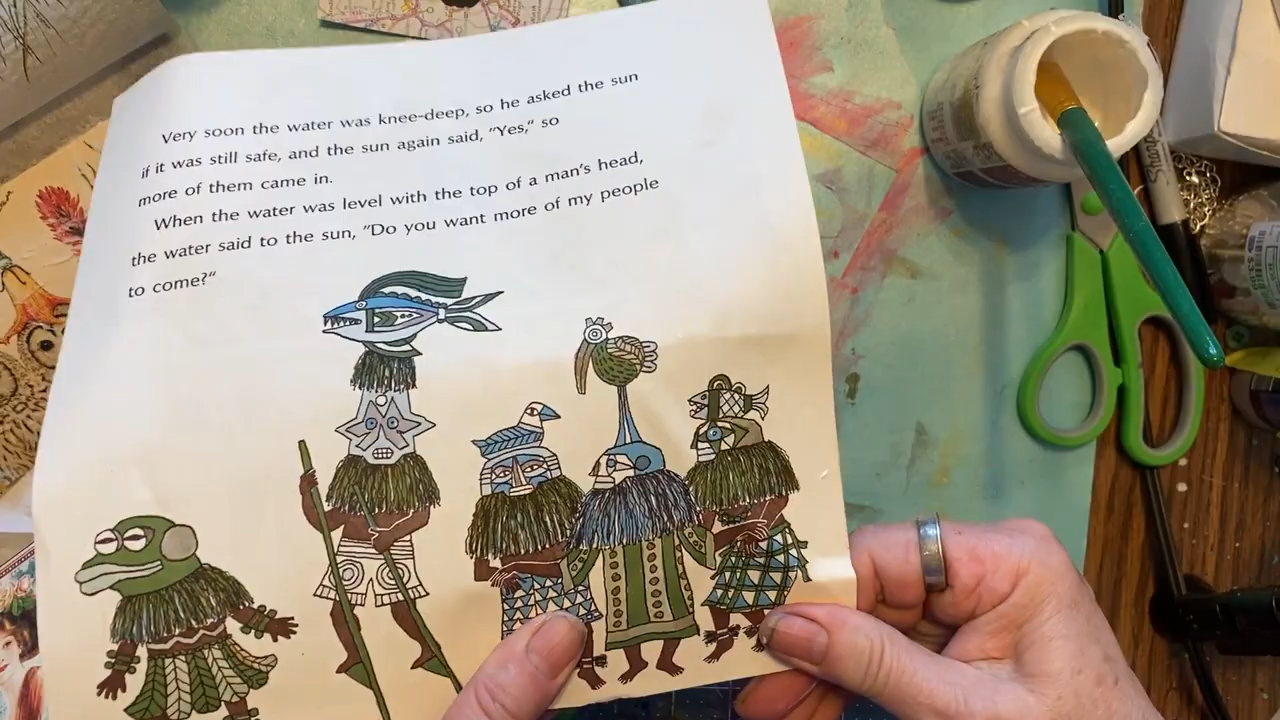 Very soon the water was knee-deep, so he asked the sun
if it was still safe, and the sun again said, "Yes," so
more of them came in.
When the water was level with the top of a man's head,
the water said to the sun, "Do you want more of my people
to come?"
Sharpie